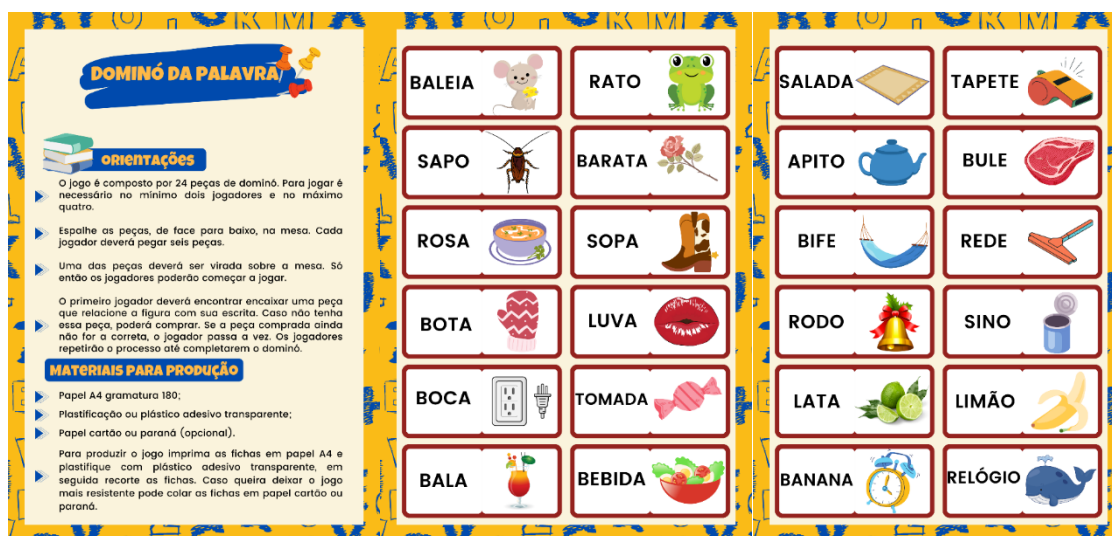 DOMINÓ DA PALAVRA
ORIENTAÇÕES
O jogo é composto por 24 peças de dominó. Para jogar é
necessário no mínimo dois jogadores e no máximo
quatro.
Espalhe as peças, de face para baixo, na mesa. Cada
jogador deverá pegar seis peças.
Uma das peças deverá ser virada sobre a mesa. Só
então os jogadores poderão começar a jogar.
O primeiro jogador deverá encontrar encaixar uma peça
que relacione a figura com sua escrita. Caso não tenha
essa peça, poderá comprar. Se a peça comprada ainda
não for a correta, o jogador passa a vez. Os jogadores
repetirão o processo até completarem o dominó.
MATERIAIS PARA PRODUÇÃO
Papel A4 gramatura 180;
Plastificação ou plástico adesivo transparente;
Papel cartão ou paraná (opcional).
Para produzir o jogo imprima as fichas em papel A4 e
plastifique com plástico adesivo transparente, em
seguida recorte as fichas. Caso queira deixar o jogo
mais resistente pode colar as fichas em papel cartão ou
paraná.
BALEIA
RATO
SAPO
BARATA
ROSA
SOPA
BOTA
LUVA
BOCA
TOMADA
BALA
BEBIDA
SALADA
TAPETE
APITO
BULE
BIFE
REDE
RODO
SINO
LATA
LIMÃO
BANANA
RELÓGIO